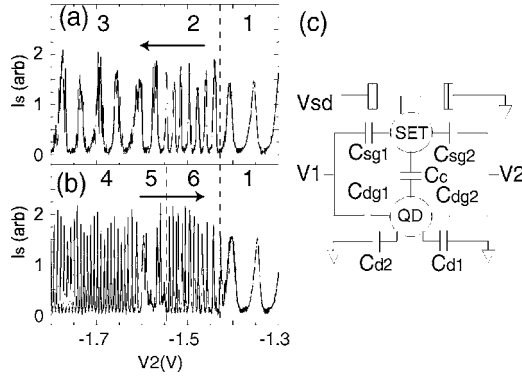 (a) 3 2 1
Is (arb)
2
1
0
(b) 4 5 6 1
Is (arb)
2
1
0
-1.7 -1.5 -1.3
V2(V)
(c)
Vsd
SET
Csg1 Csg2
V1 Cc V2
Cdg1 Cdg2
QD
Cd2 Cd1